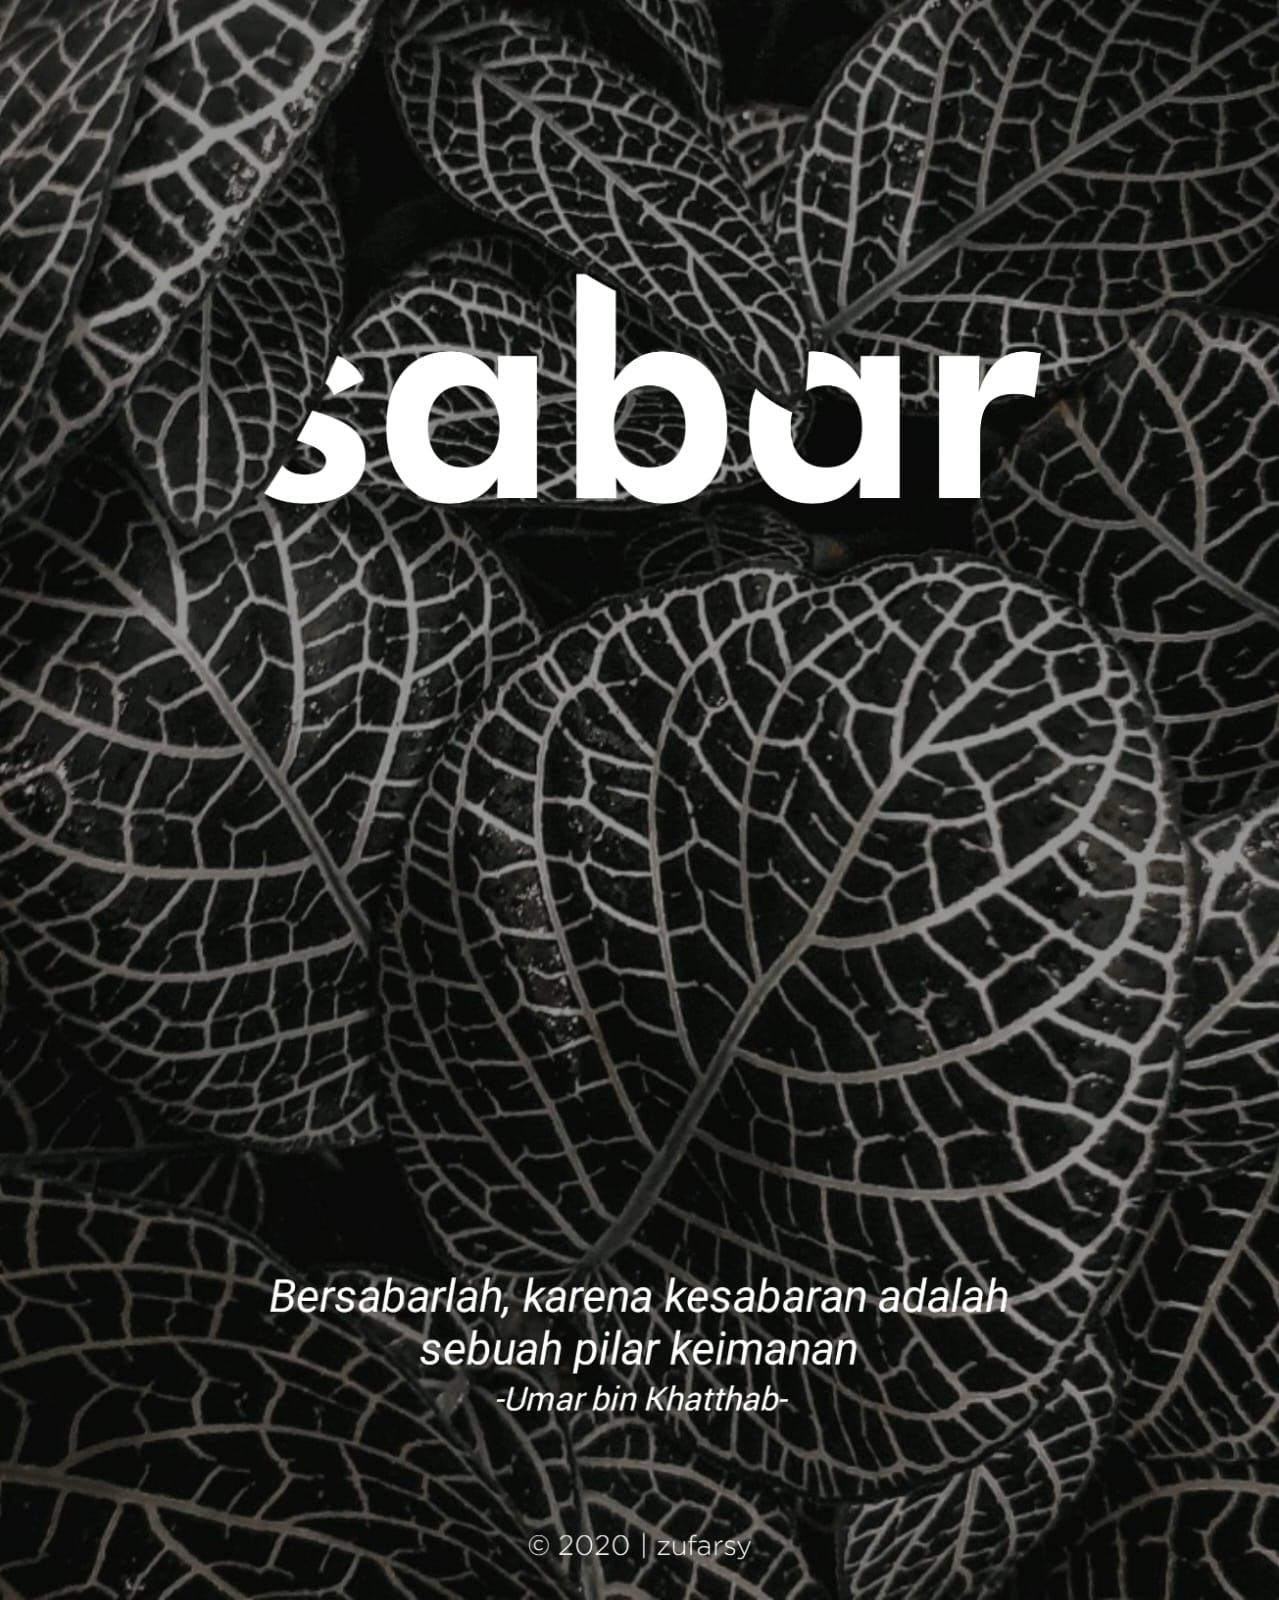 sabar
Bersabarlah, karena kesabaran adalah
sebuah pilar keimanan
-Umar bin Khatthab-
© 2020 | zufarsy